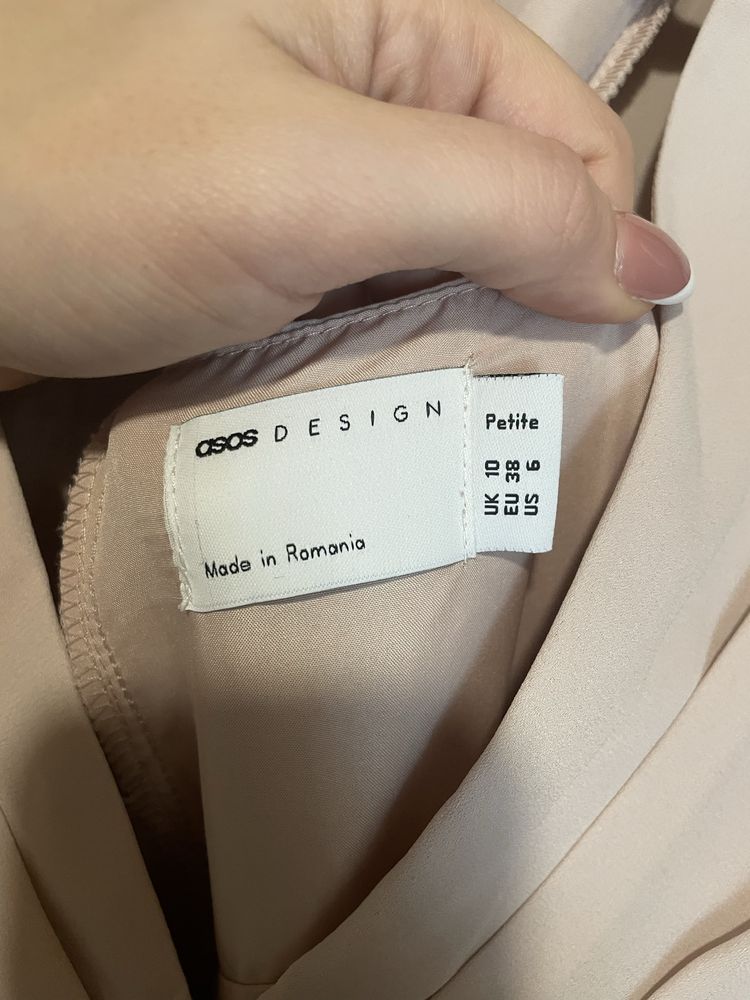 asos DESIGN
Made in Romania
Petite
UK 10
EU 38
US 6